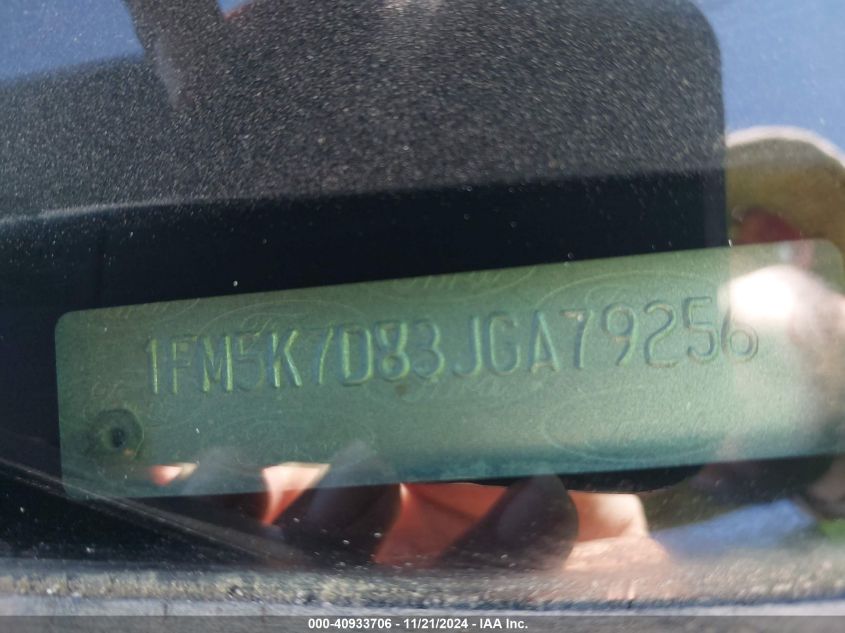 1FM5K7D83JGA79256
000-40933706 - 11/21/2024 - IAA Inc.